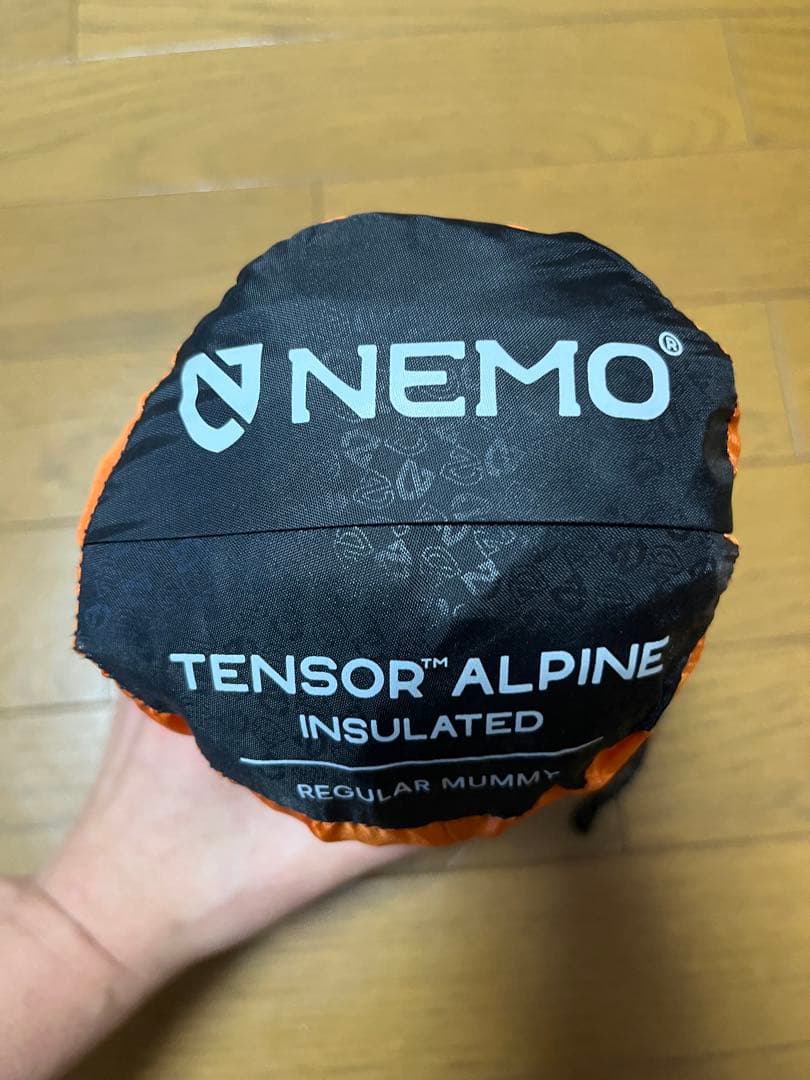 NEMO®
TENSOR™ ALPINE
INSULATED
REGULAR MUMMY